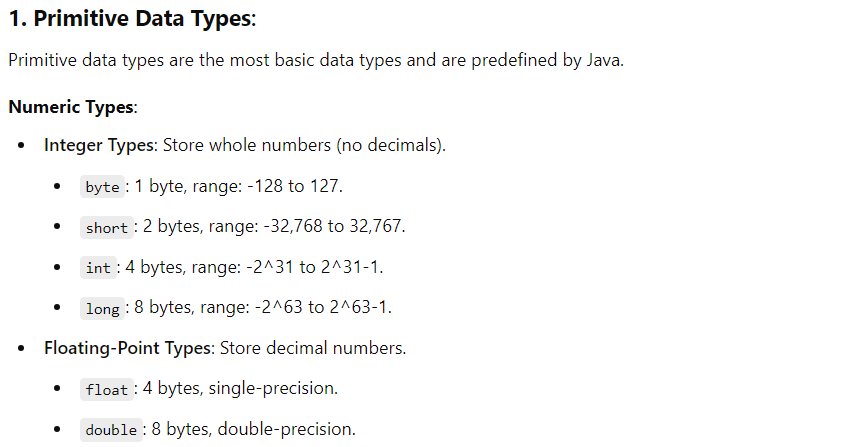 1. Primitive Data Types:
Primitive data types are the most basic data types and are predefined by Java.
Numeric Types:
• Integer Types: Store whole numbers (no decimals).
• byte: 1 byte, range: -128 to 127.
• short: 2 bytes, range: -32,768 to 32,767.
• int: 4 bytes, range: -2^31 to 2^31-1.
• long: 8 bytes, range: -2^63 to 2^63-1.
• Floating-Point Types: Store decimal numbers.
• float: 4 bytes, single-precision.
• double: 8 bytes, double-precision.